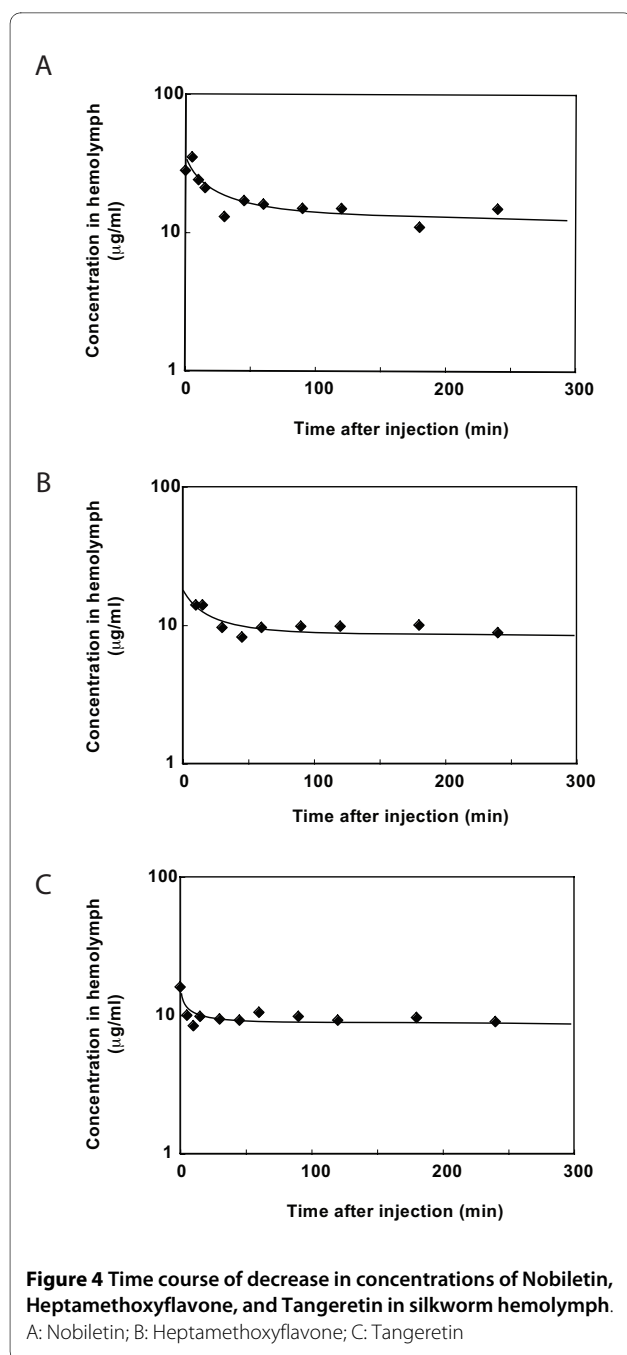 A
Concentration in hemolymph
(μg/ml)
100
10
1
0 100 200 300
Time after injection (min)
B
Concentration in hemolymph
(μg/ml)
100
10
1
0 100 200 300
Time after injection (min)
C
Concentration in hemolymph
(μg/ml)
100
10
1
0 100 200 300
Time after injection (min)
Figure 4 Time course of decrease in concentrations of Nobiletin,
Heptamethoxyflavone, and Tangeretin in silkworm hemolymph.
A: Nobiletin; B: Heptamethoxyflavone; C: Tangeretin